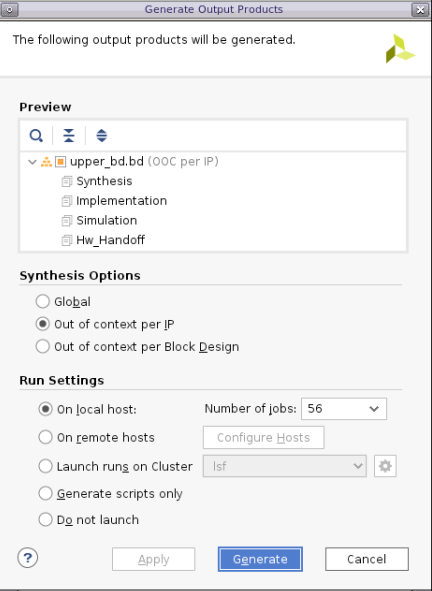 Generate Output Products
The following output products will be generated.
Preview
upper_bd.bd (OOC per IP)
Synthesis
Implementation
Simulation
Hw_Handoff
Synthesis Options
Global
Out of context per IP
Out of context per Block Design
Run Settings
On local host: Number of jobs: 56
On remote hosts Configure Hosts
Launch runs on Cluster lsf
Generate scripts only
Do not launch
? Apply Generate Cancel